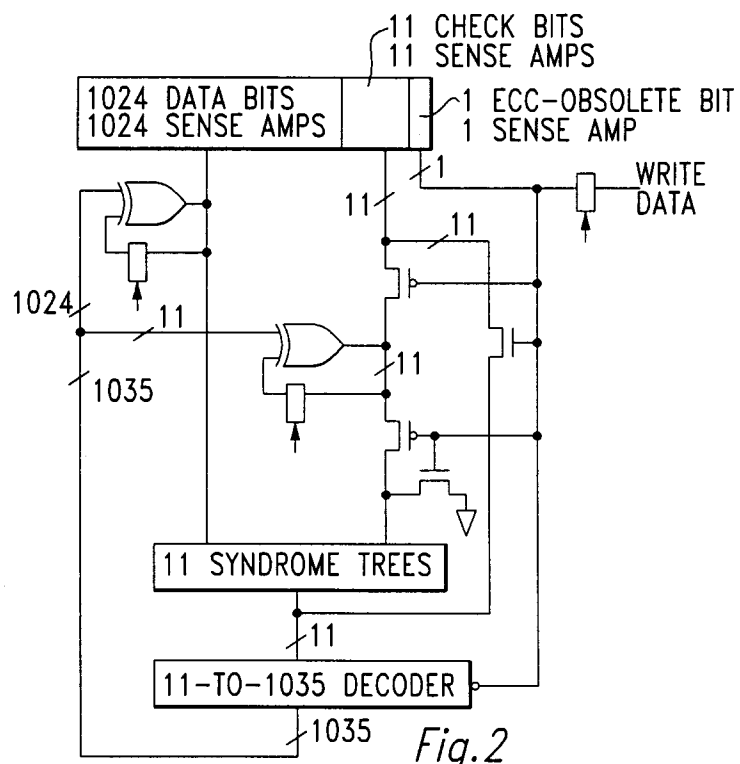 11 CHECK BITS
11 SENSE AMPS
1024 DATA BITS
1024 SENSE AMPS
1 ECC-OBSOLETE BIT
1 SENSE AMP
1
11
11
WRITE
DATA
1024
11
11
1035
11 SYNDROME TREES
11
11-TO-1035 DECODER
1035
Fig.2